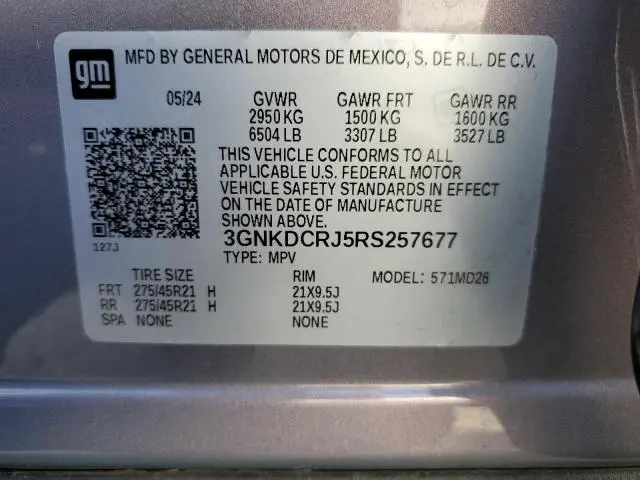 gm MFD BY GENERAL MOTORS DE MEXICO, S. DE R.L. DE C.V.
05/24 GVWR GAWR FRT GAWR RR
2950 KG 1500 KG 1600 KG
6504 LB 3307 LB 3527 LB
THIS VEHICLE CONFORMS TO ALL
APPLICABLE U.S. FEDERAL MOTOR
VEHICLE SAFETY STANDARDS IN EFFECT
ON THE DATE OF MANUFACTURE
SHOWN ABOVE.
3GNKDCRJ5RS257677
127J TYPE: MPV
TIRE SIZE RIM MODEL: 571MD26
FRT 275/45R21 H 21X9.5J
RR 275/45R21 H 21X9.5J
SPA NONE NONE